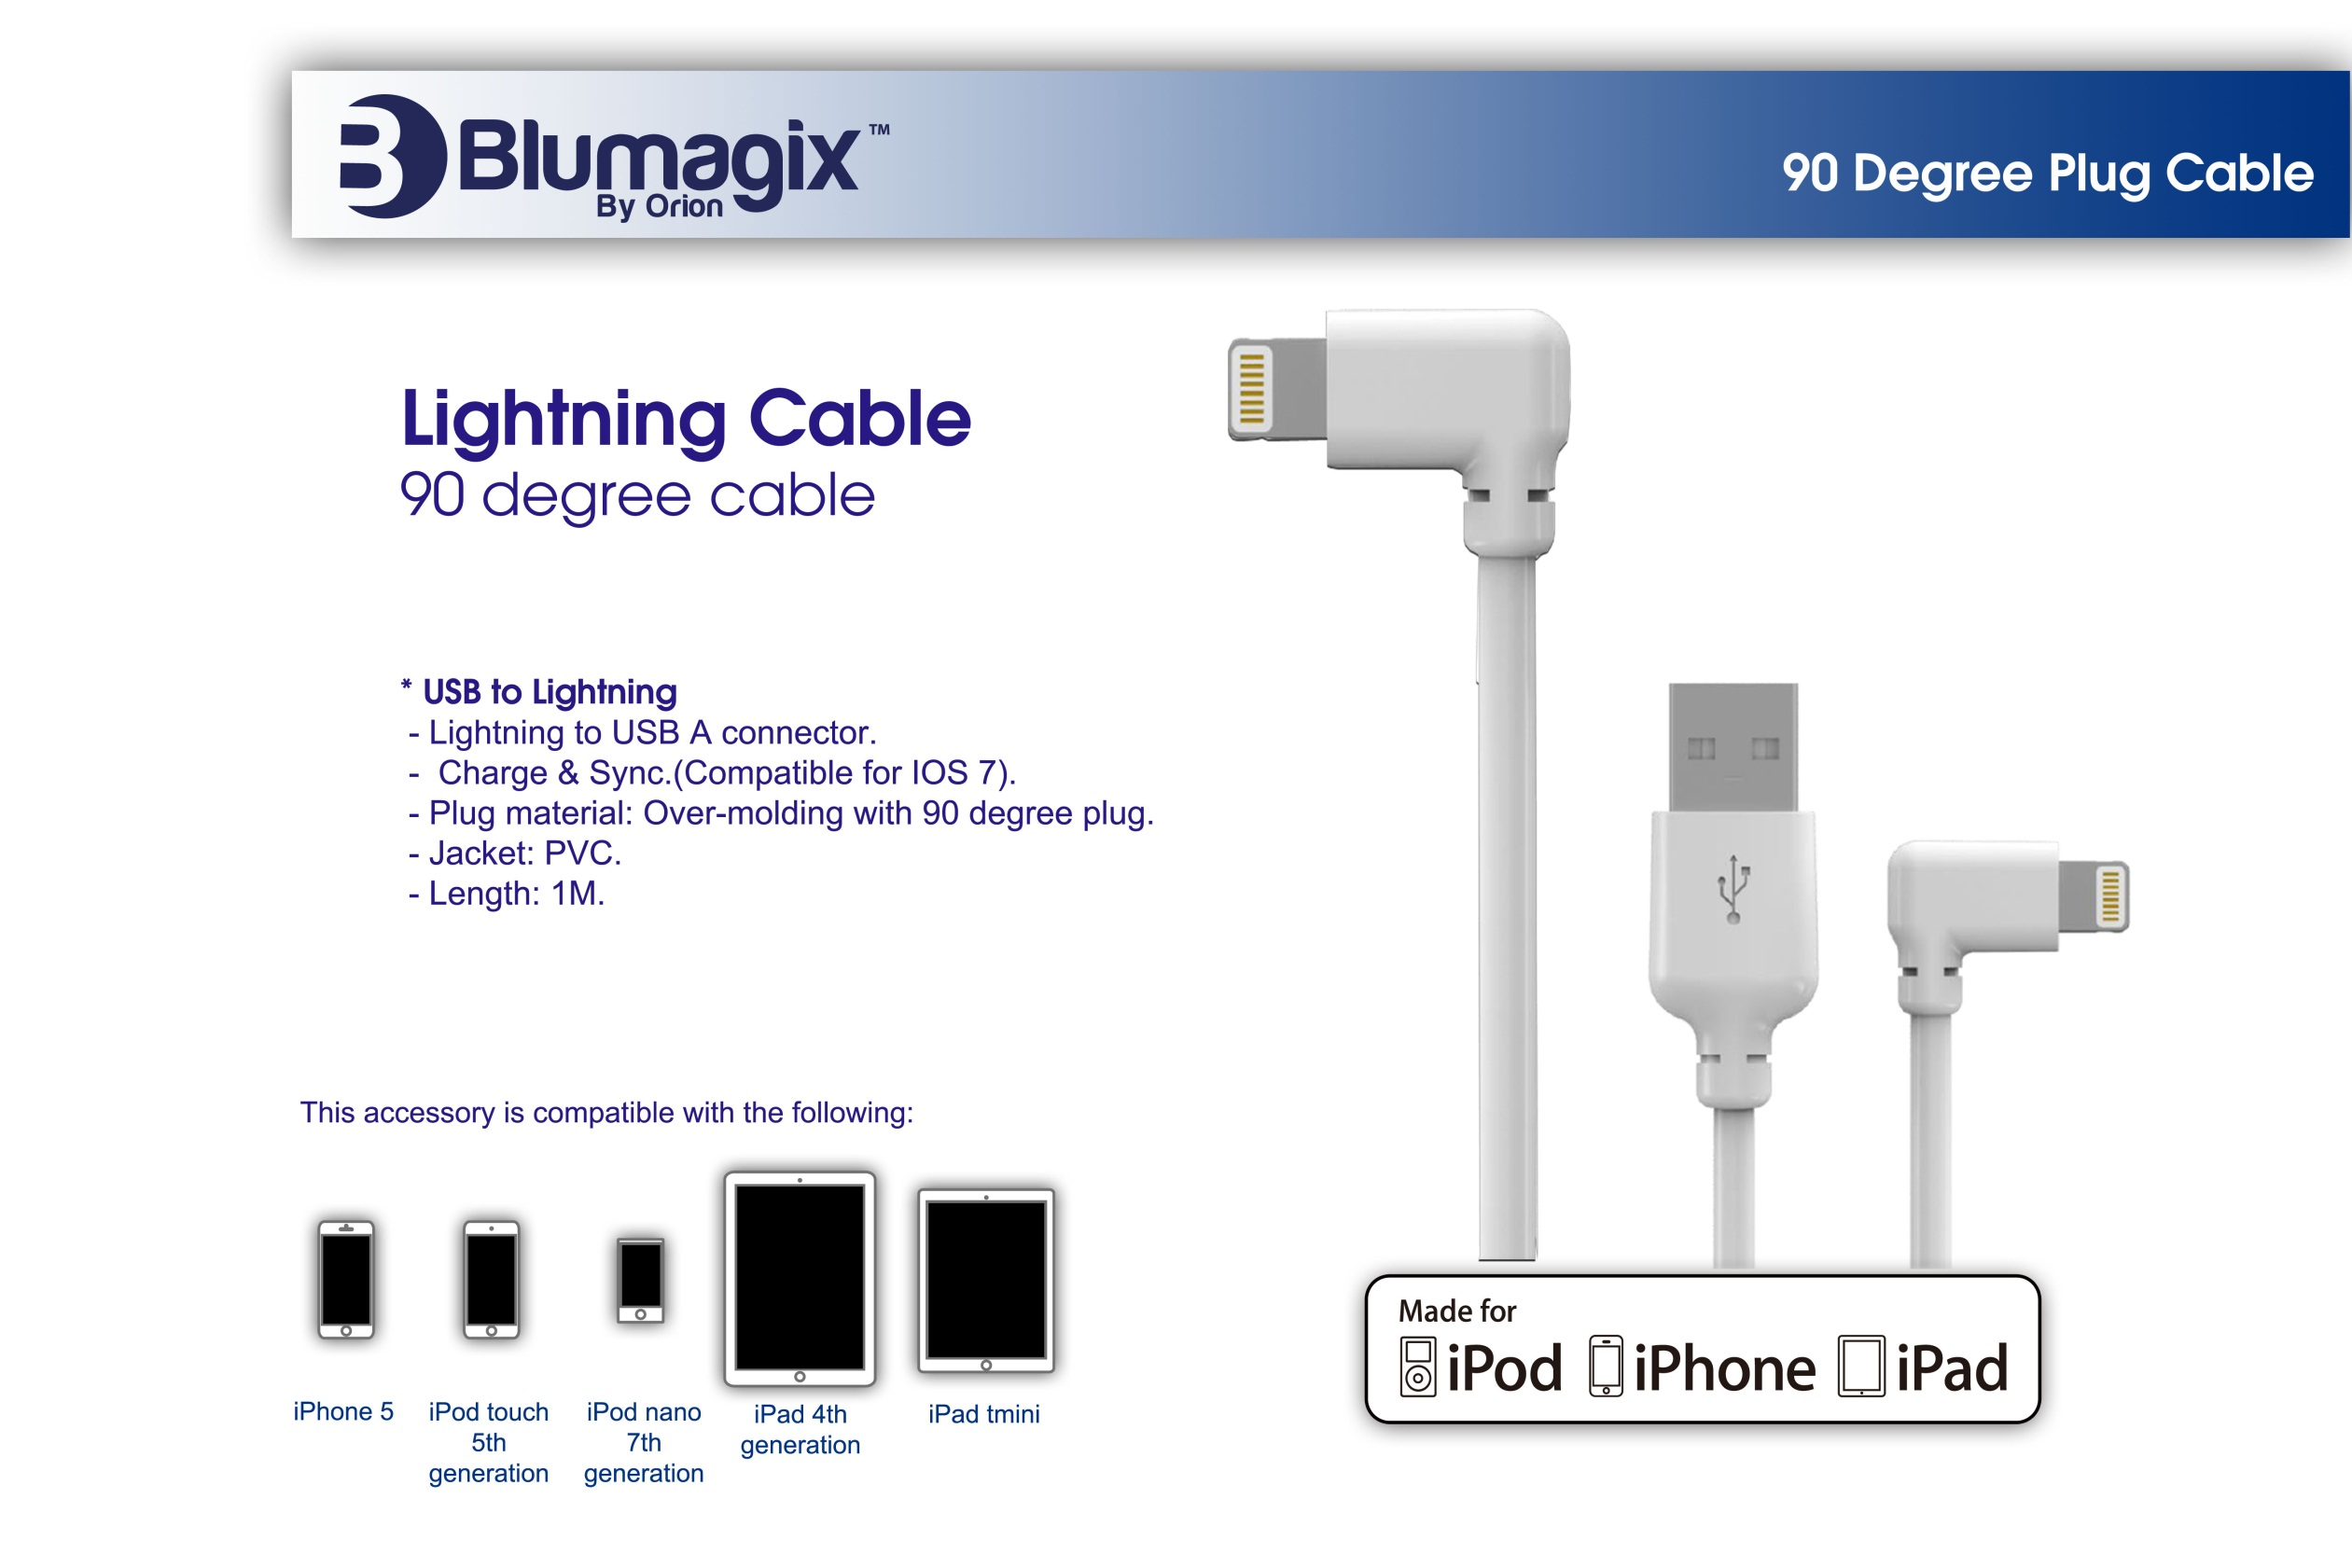 Blumagix™
By Orion
90 Degree Plug Cable
Lightning Cable
90 degree cable
* USB to Lightning
- Lightning to USB A connector.
- Charge & Sync.(Compatible for IOS 7).
- Plug material: Over-molding with 90 degree plug.
- Jacket: PVC.
- Length: 1M.
This accessory is compatible with the following:
iPhone 5
iPod touch
5th
generation
iPod nano
7th
generation
iPad 4th
generation
iPad tmini
Made for
iPod iPhone iPad